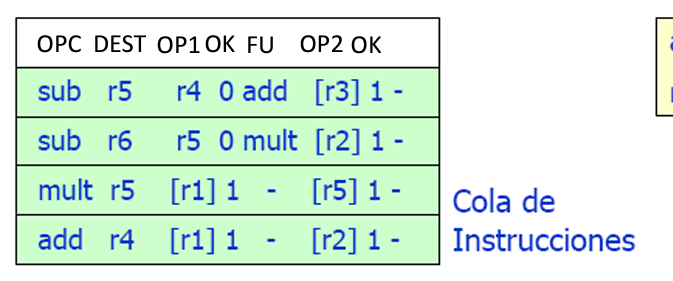 OPC DEST OP1 OK FU OP2 OK
sub r5 r4 0 add [r3] 1 -
sub r6 r5 0 mult [r2] 1 -
mult r5 [r1] 1 - [r5] 1 -
add r4 [r1] 1 - [r2] 1 -
Cola de
Instrucciones